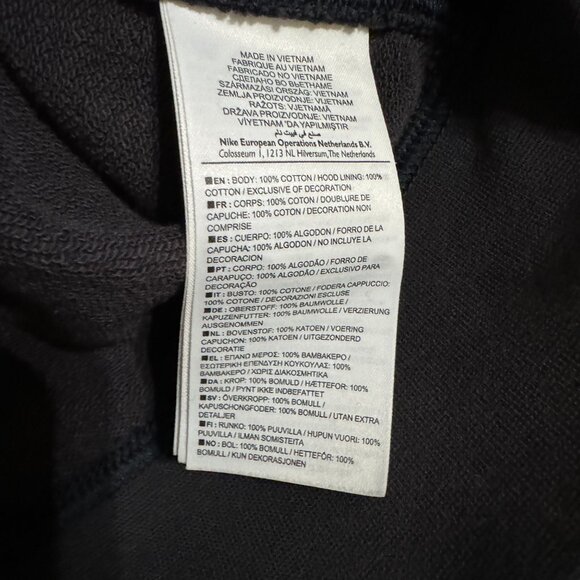 MADE IN VIETNAM
FABRIQUE AU VIETNAM
FABRICADO NO VIETNAM
СДЕЛАНО ВО ВЬЕТНАМЕ
SZÁRMAZÁSI ORSZÁG: VIETNAM
ZEMLJA PROIZVODNJE: VIJETNAM
RAŽOTS: VJETNAMĀ
DRŽAVA PROIZVODNJE: VIETNAM
VİYETNAM'DA YAPILMIŞTIR
صنع في فييت نام
Nike European Operations Netherlands B.V.
Colosseum 1, 1213 NL Hilversum, The Netherlands
EN : BODY: 100% COTTON / HOOD LINING: 100%
COTTON / EXCLUSIVE OF DECORATION
FR : CORPS: 100% COTON / DOUBLURE DE
CAPUCHE: 100% COTON / DECORATION NON
COMPRISE
ES : CUERPO: 100% ALGODON / FORRO DE LA
CAPUCHA: 100% ALGODON / NO INCLUYE LA
DECORACION
PT : CORPO: 100% ALGODÃO / FORRO DE
CARAPUÇO: 100% ALGODÃO / EXCLUSIVO PARA
DECORAÇÃO
IT : BUSTO: 100% COTONE / FODERA CAPPUCCIO:
100% COTONE / DECORAZIONI ESCLUSE
DE : OBERSTOFF: 100% BAUMWOLLE /
KAPUZENFUTTER: 100% BAUMWOLLE / VERZIERUNG
AUSGENOMMEN
NL : BOVENSTOF: 100% KATOEN / VOERING
CAPUCHON: 100% KATOEN / UITGEZONDERD
DECORATIE
EL : ΕΠΑΝΩ ΜΕΡΟΣ: 100% ΒΑΜΒΑΚΕΡΟ /
ΕΣΩΤΕΡΙΚΗ ΕΠΕΝΔΥΣΗ ΚΟΥΚΟΥΛΑΣ: 100%
ΒΑΜΒΑΚΕΡΟ / ΧΩΡΙΣ ΔΙΑΚΟΣΜΗΤΙΚΑ
DA : KROP: 100% BOMULD / HÆTTEFOR: 100%
BOMULD / PYNT IKKE INDBEFATTET
SV : ÖVERKROPP: 100% BOMULL /
KAPUSCHONGFODER: 100% BOMULL / UTAN EXTRA
DETALJER
FI : RUNKO: 100% PUUVILLA / HUPUN VUORI: 100%
PUUVILLA / ILMAN SOMISTEITA
NO : BOL: 100% BOMULL / HETTEFÔR: 100%
BOMULL / KUN DEKORASJONEN